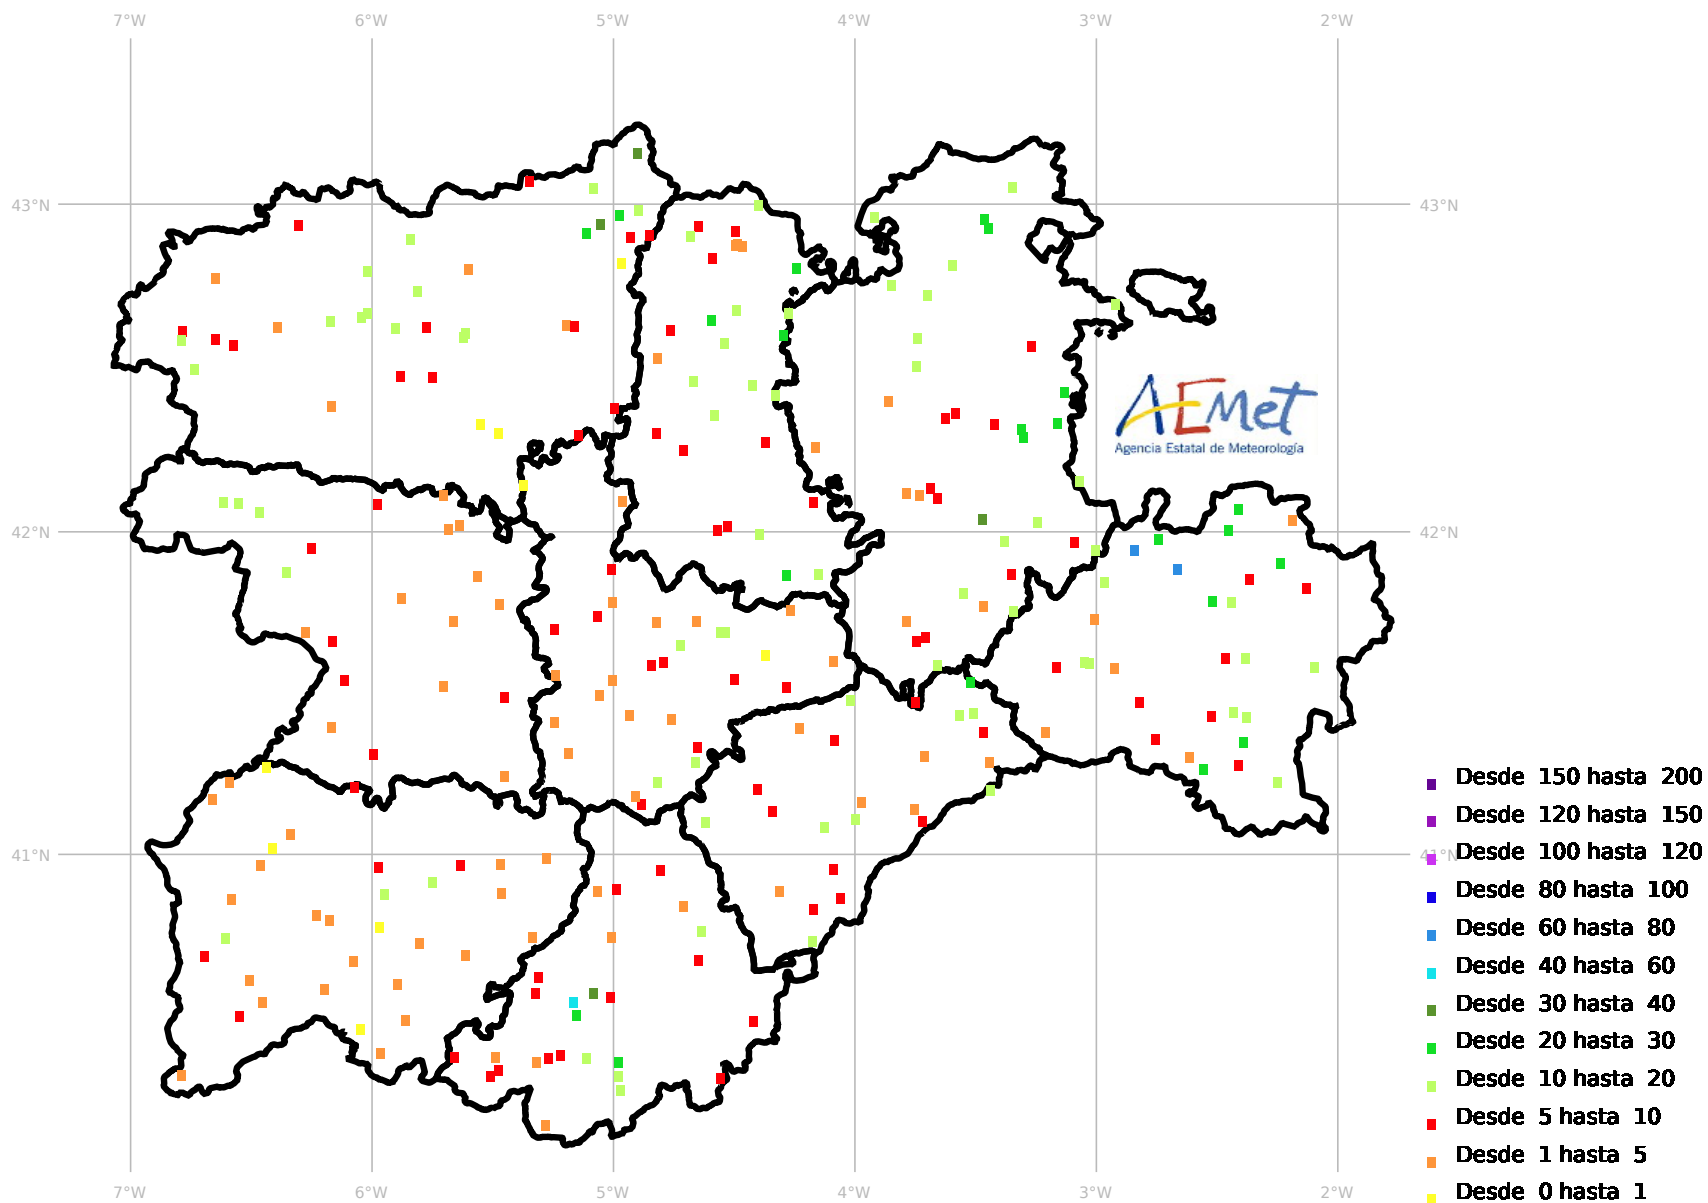 7°W 6°W 5°W 4°W 3°W 2°W
43°N 43°N
AEMet
Agencia Estatal de Meteorología
42°N 42°N
Desde 150 hasta 200
Desde 120 hasta 150
41°N 41°N
Desde 100 hasta 120
Desde 80 hasta 100
Desde 60 hasta 80
Desde 40 hasta 60
Desde 30 hasta 40
Desde 20 hasta 30
Desde 10 hasta 20
Desde 5 hasta 10
Desde 1 hasta 5
Desde 0 hasta 1
7°W 6°W 5°W 4°W 3°W 2°W